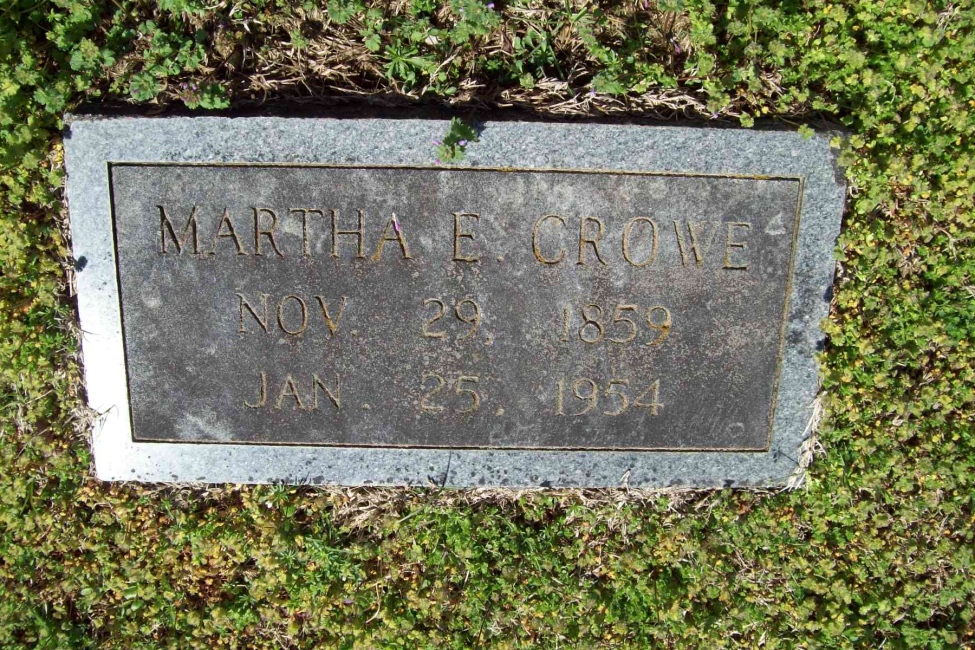 MARTHA E. CROWE
NOV. 29, 1859
JAN. 25, 1954